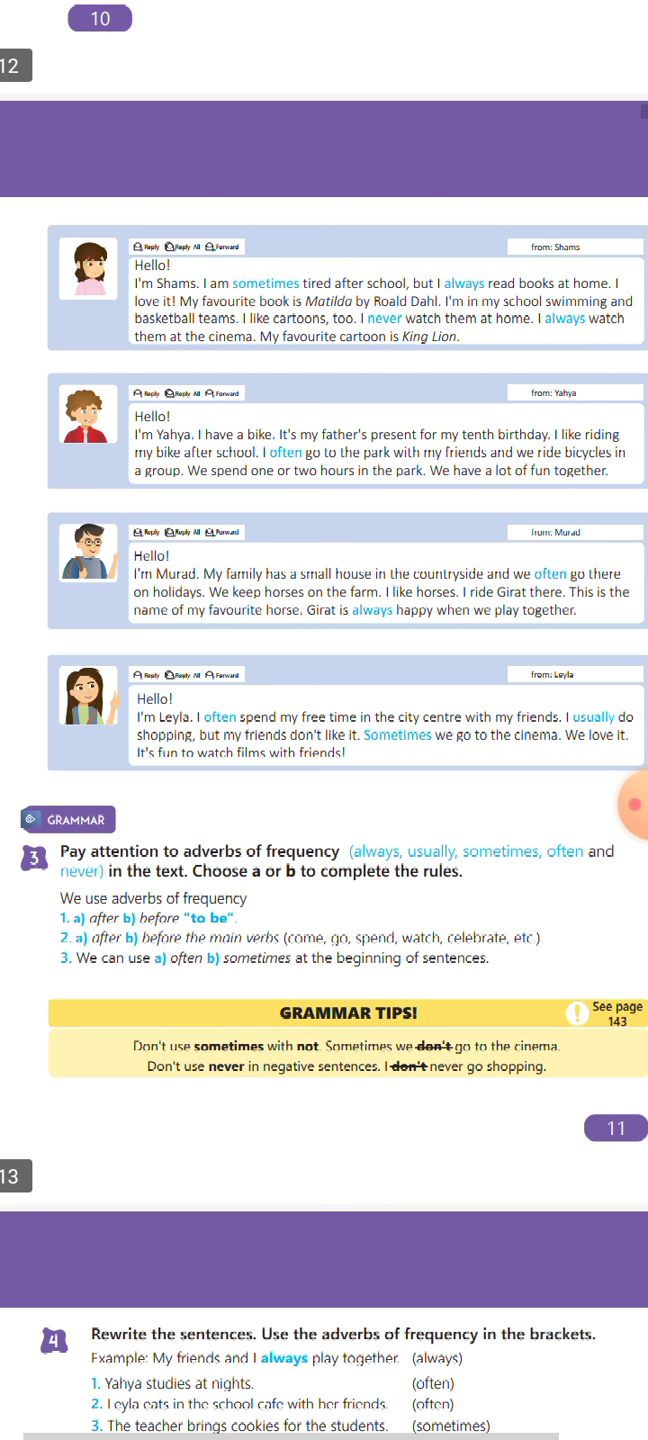 10
12
Reply Reply All Forward
from: Shams
Hello!
I'm Shams. I am sometimes tired after school, but I always read books at home. I
love it! My favourite book is Matilda by Roald Dahl. I'm in my school swimming and
basketball teams. I like cartoons, too. I never watch them at home. I always watch
them at the cinema. My favourite cartoon is King Lion.
Reply Reply All Forward
from: Yahya
Hello!
I'm Yahya. I have a bike. It's my father's present for my tenth birthday. I like riding
my bike after school. I often go to the park with my friends and we ride bicycles in
a group. We spend one or two hours in the park. We have a lot of fun together.
Reply Reply All Forward
from: Murad
Hello!
I'm Murad. My family has a small house in the countryside and we often go there
on holidays. We keep horses on the farm. I like horses. I ride Girat there. This is the
name of my favourite horse. Girat is always happy when we play together.
Reply Reply All Forward
from: Leyla
Hello!
I'm Leyla. I often spend my free time in the city centre with my friends. I usually do
shopping, but my friends don't like it. Sometimes we go to the cinema. We love it.
It's fun to watch films with friends!
GRAMMAR
3 Pay attention to adverbs of frequency (always, usually, sometimes, often and
never) in the text. Choose a or b to complete the rules.
We use adverbs of frequency
1. a) after b) before "to be".
2. a) after b) before the main verbs (come, go, spend, watch, celebrate, etc.).
3. We can use a) often b) sometimes at the beginning of sentences.
GRAMMAR TIPS!
! See page
143
Don't use sometimes with not. Sometimes we don't go to the cinema.
Don't use never in negative sentences. I don't never go shopping.
11
13
4 Rewrite the sentences. Use the adverbs of frequency in the brackets.
Example: My friends and I always play together. (always)
1. Yahya studies at nights. (often)
2. Leyla eats in the school cafe with her friends. (often)
3. The teacher brings cookies for the students. (sometimes)